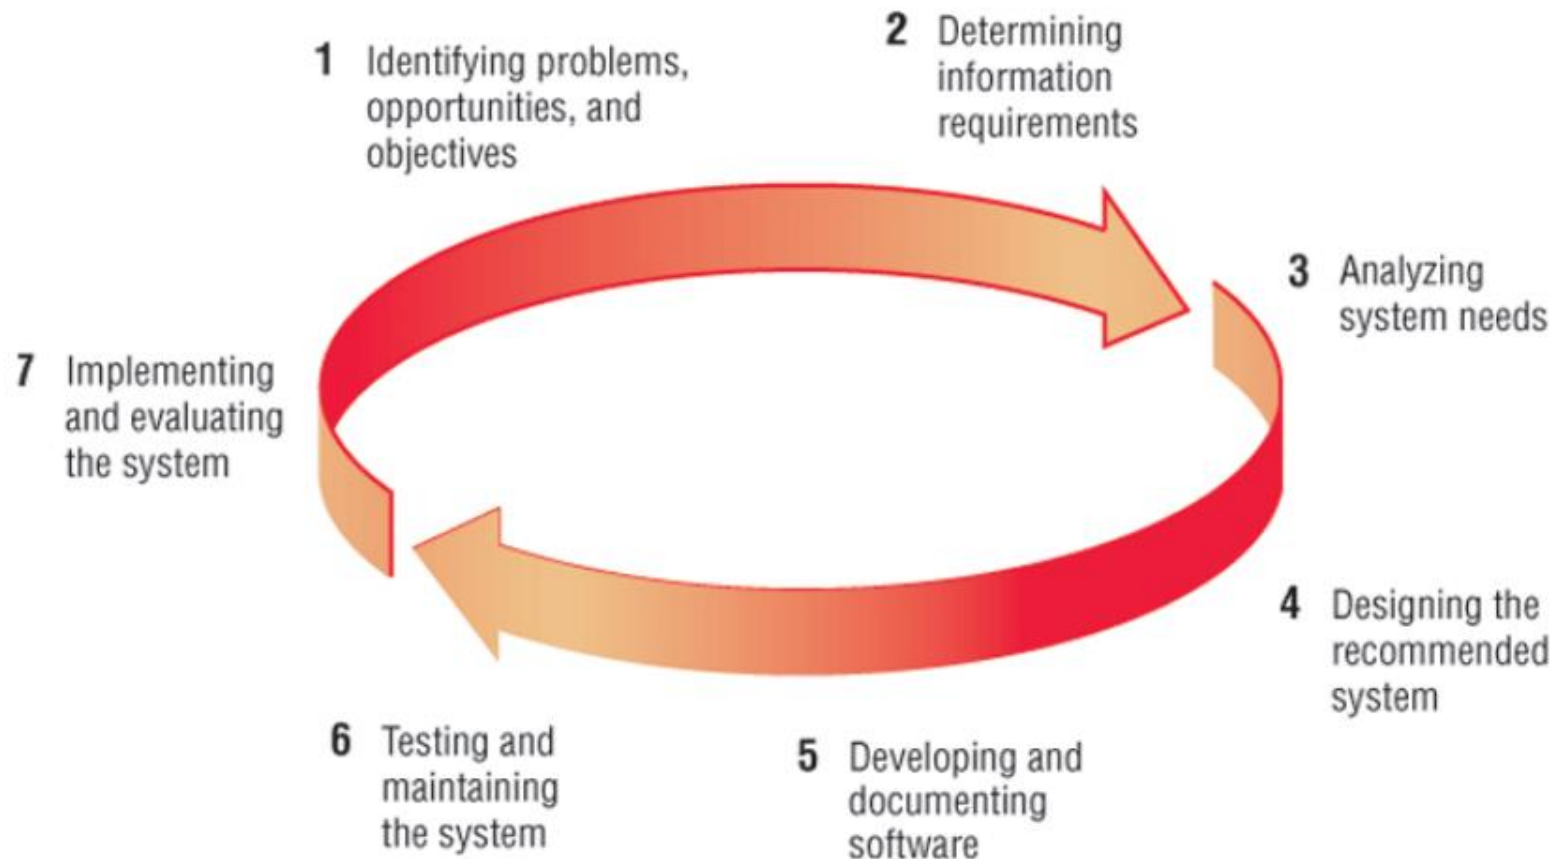 1 Identifying problems,
opportunities, and
objectives
2 Determining
information
requirements
3 Analyzing
system needs
4 Designing the
recommended
system
5 Developing and
documenting
software
6 Testing and
maintaining
the system
7 Implementing
and evaluating
the system